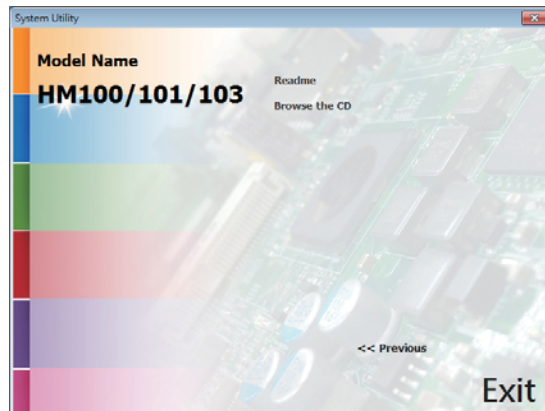 System Utility
Model Name
HM100/101/103
Readme
Browse the CD
<< Previous
Exit